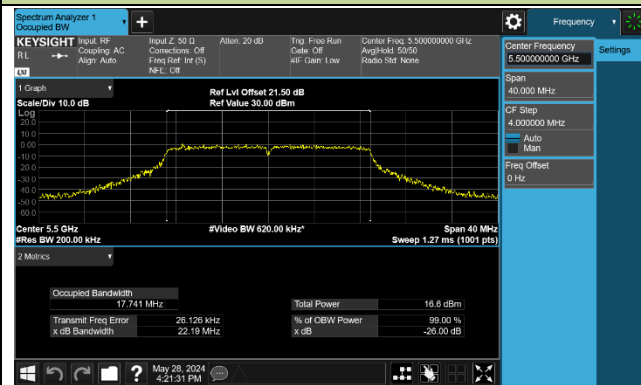 Spectrum Analyzer 1
Occupied BW
Frequency
KEYSIGHT
RL
LXI
Input: RF
Coupling: AC
Align: Auto
Input Z: 50 Ω
Corrections: Off
Freq Ref: Int (S)
NFE: Off
Atten: 20 dB
Trig: Free Run
Gate: Off
#IF Gain: Low
Center Freq: 5.500000000 GHz
Avg|Hold: 50/50
Radio Std: None
Center Frequency
5.500000000 GHz
Settings
Span
40.000 MHz
CF Step
4.000000 MHz
Auto
Man
Freq Offset
0 Hz
1 Graph
Scale/Div 10.0 dB
Ref Lvl Offset 21.50 dB
Ref Value 30.00 dBm
Log
20.0
10.0
0.00
-10.0
-20.0
-30.0
-40.0
-50.0
-60.0
Center 5.5 GHz
#Res BW 200.00 kHz
#Video BW 620.00 kHz*
Span 40 MHz
Sweep 1.27 ms (1001 pts)
2 Metrics
Occupied Bandwidth
17.741 MHz
Total Power 16.6 dBm
Transmit Freq Error 26.126 kHz
% of OBW Power 99.00 %
x dB Bandwidth 22.19 MHz
x dB -26.00 dB
?
May 28, 2024
4:21:31 PM